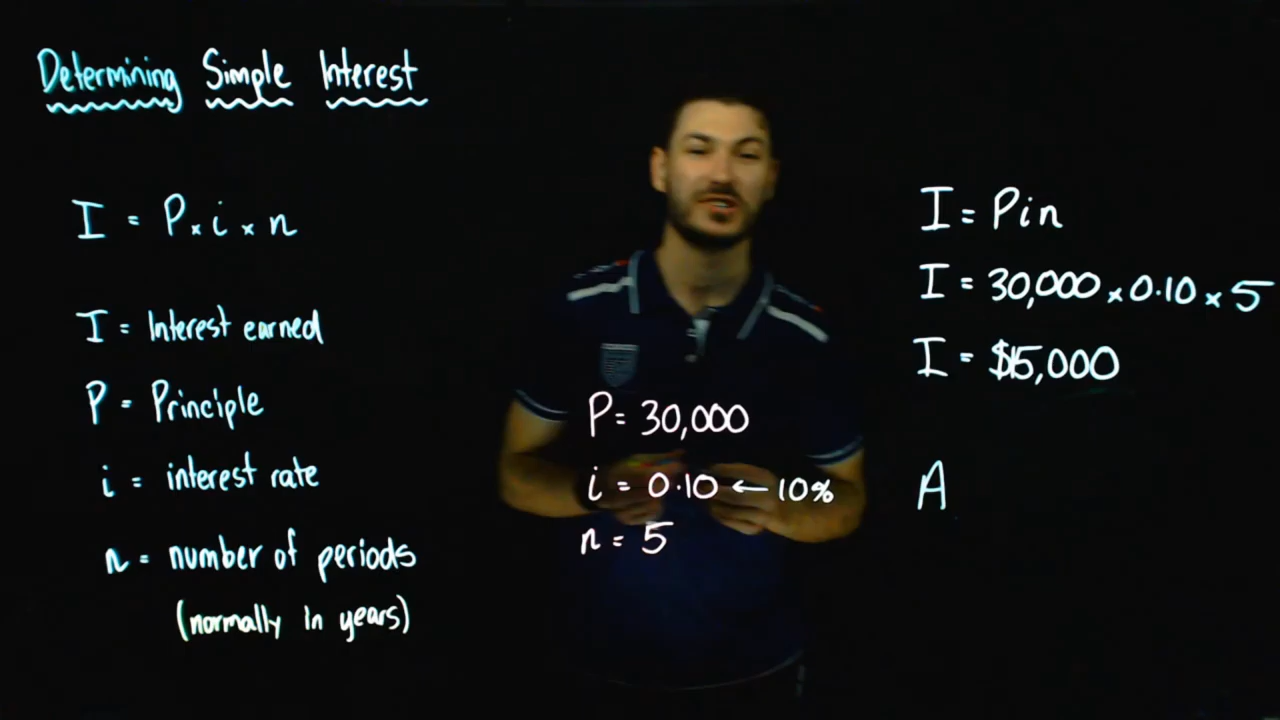 Determining Simple Interest
I = P x i x n
I = Interest earned
P = Principle
i = interest rate
n = number of periods
(normally in years)
P = 30,000
i = 0.10 ← 10%
n = 5
I = Pin
I = 30,000 x 0.10 x 5
I = $15,000
A